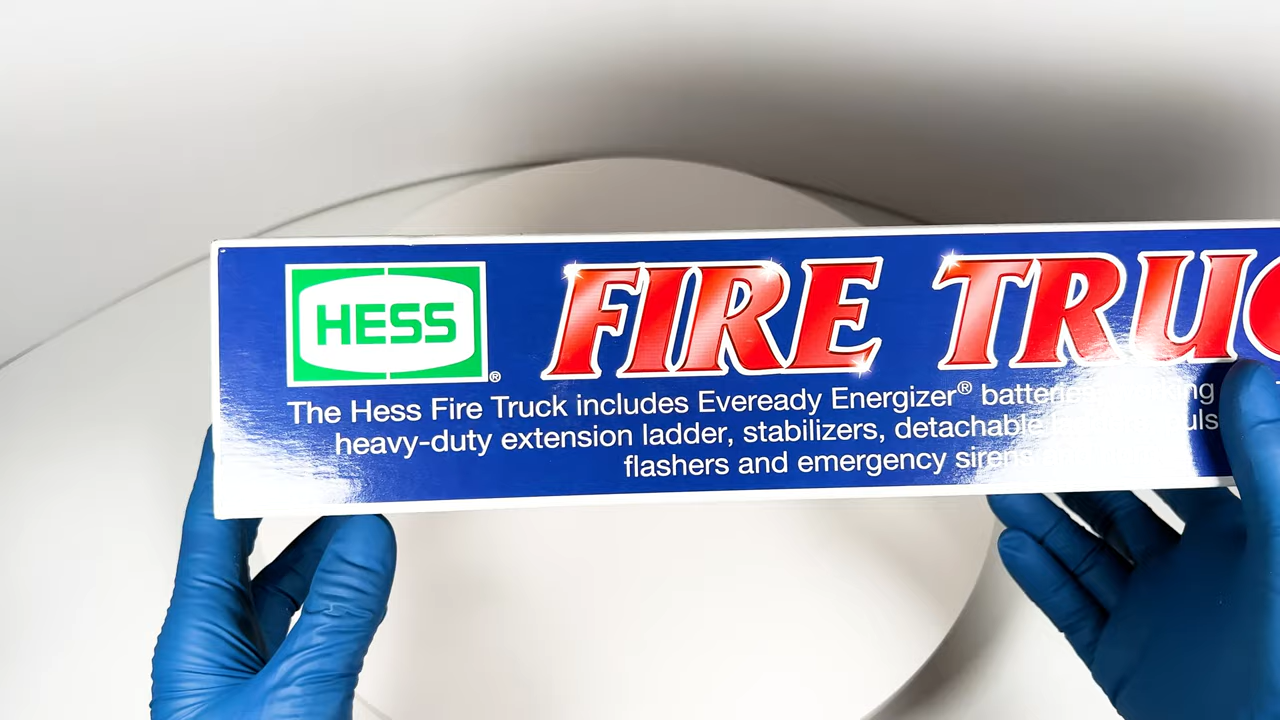 HESS®
FIRE TRUC
The Hess Fire Truck includes Eveready Energizer® batteries
heavy-duty extension ladder, stabilizers, detachable
flashers and emergency siren